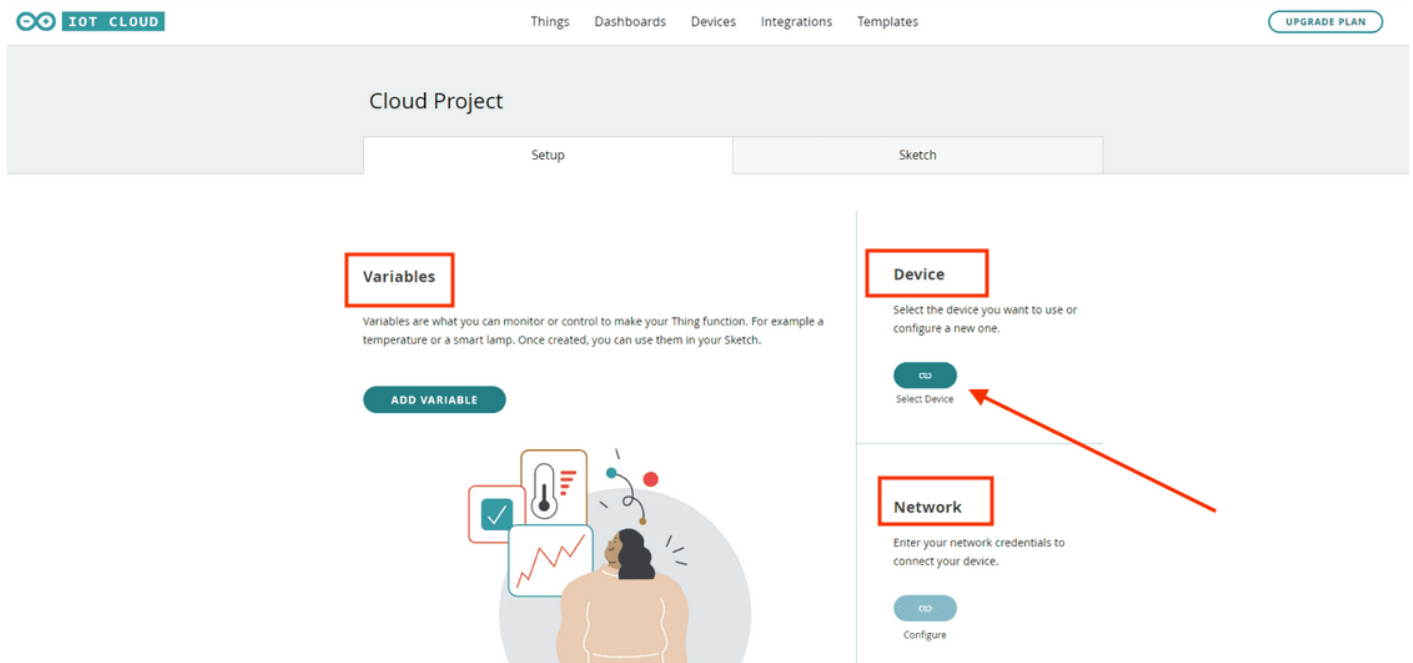 IOT CLOUD
Things Dashboards Devices Integrations Templates
UPGRADE PLAN
Cloud Project
Setup
Sketch
Variables
Variables are what you can monitor or control to make your Thing function. For example a
temperature or a smart lamp. Once created, you can use them in your Sketch.
ADD VARIABLE
Device
Select the device you want to use or
configure a new one.
Select Device
Network
Enter your network credentials to
connect your device.
Configure